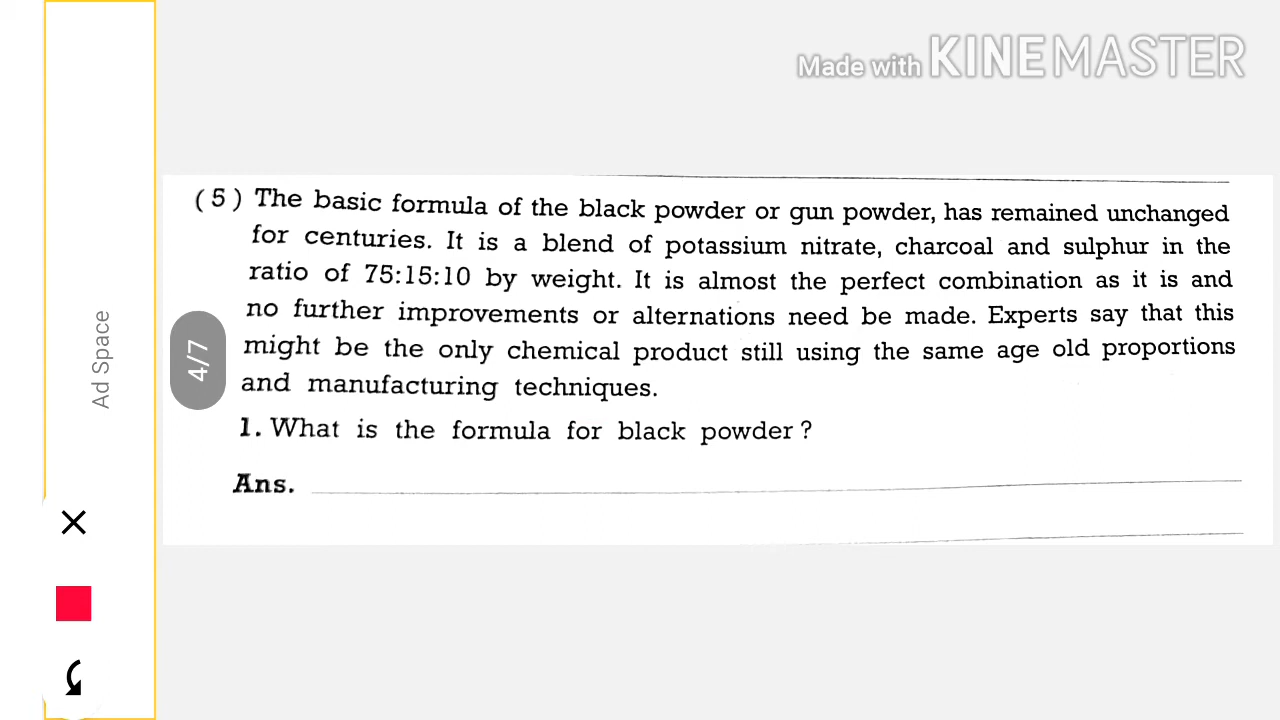 Made with KINEMASTER
(5) The basic formula of the black powder or gun powder, has remained unchanged
for centuries. It is a blend of potassium nitrate, charcoal and sulphur in the
ratio of 75:15:10 by weight. It is almost the perfect combination as it is and
no further improvements or alternations need be made. Experts say that this
might be the only chemical product still using the same age old proportions
and manufacturing techniques.
1. What is the formula for black powder?
Ans.
4/7
Ad Space